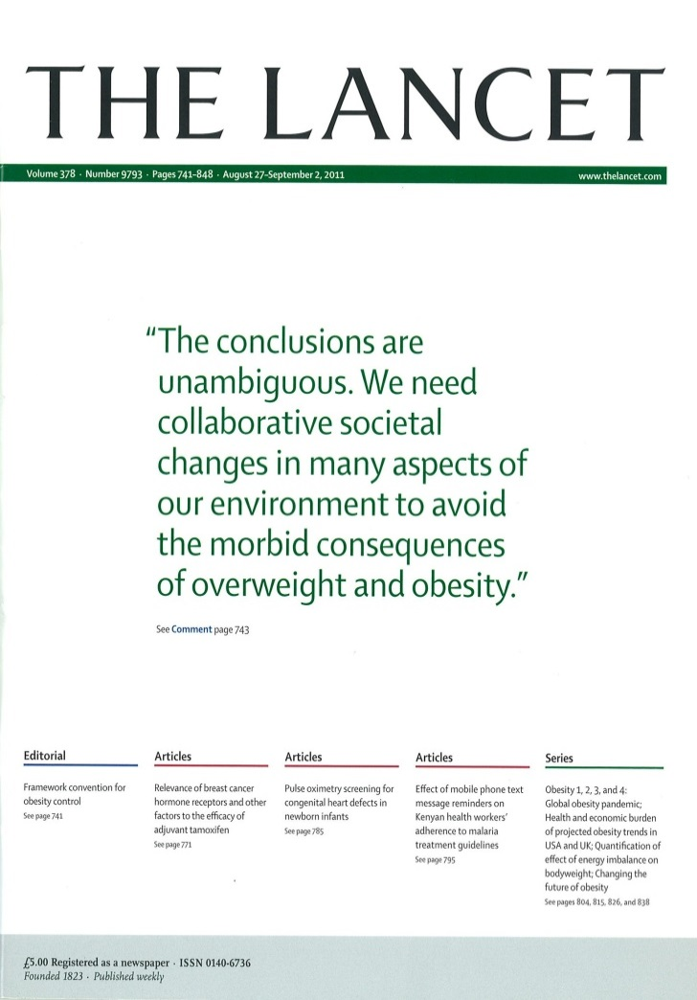 THE LANCET
Volume 378 · Number 9793 · Pages 741–848 · August 27–September 2, 2011
www.thelancet.com
“The conclusions are
unambiguous. We need
collaborative societal
changes in many aspects of
our environment to avoid
the morbid consequences
of overweight and obesity.”
See Comment page 743
Editorial
Framework convention for
obesity control
See page 741
Articles
Relevance of breast cancer
hormone receptors and other
factors to the efficacy of
adjuvant tamoxifen
See page 771
Articles
Pulse oximetry screening for
congenital heart defects in
newborn infants
See page 785
Articles
Effect of mobile phone text
message reminders on
Kenyan health workers’
adherence to malaria
treatment guidelines
See page 795
Series
Obesity 1, 2, 3, and 4:
Global obesity pandemic;
Health and economic burden
of projected obesity trends in
USA and UK; Quantification of
effect of energy imbalance on
bodyweight; Changing the
future of obesity
See pages 804, 815, 826, and 838
£5.00 Registered as a newspaper · ISSN 0140-6736
Founded 1823 · Published weekly